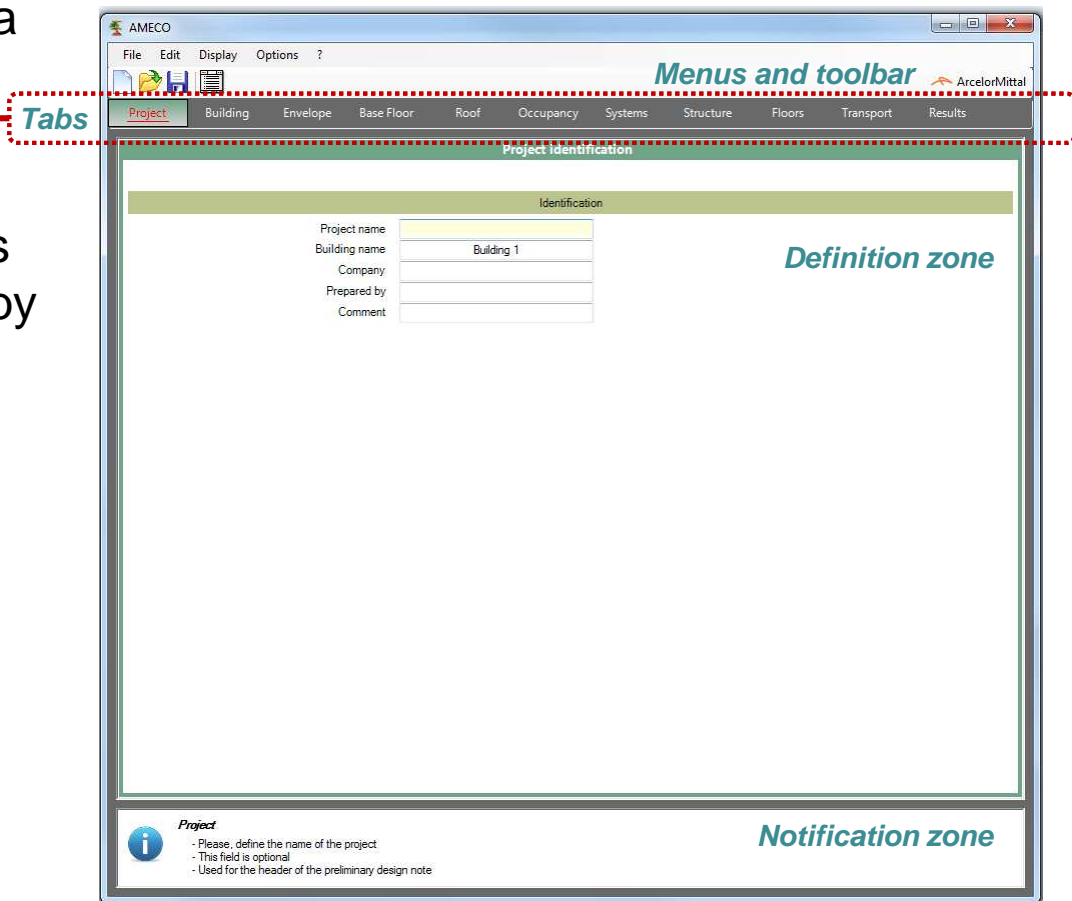 a
AMECO
File Edit Display Options ?
Menus and toolbar
ArcelorMittal
Tabs
Project Building Envelope Base Floor Roof Occupancy Systems Structure Floors Transport Results
Project identification
Identification
Project name
s
Building name Building 1
Definition zone
Company
by
Prepared by
Comment
Project
- Please, define the name of the project
- This field is optional
- Used for the header of the preliminary design note
Notification zone